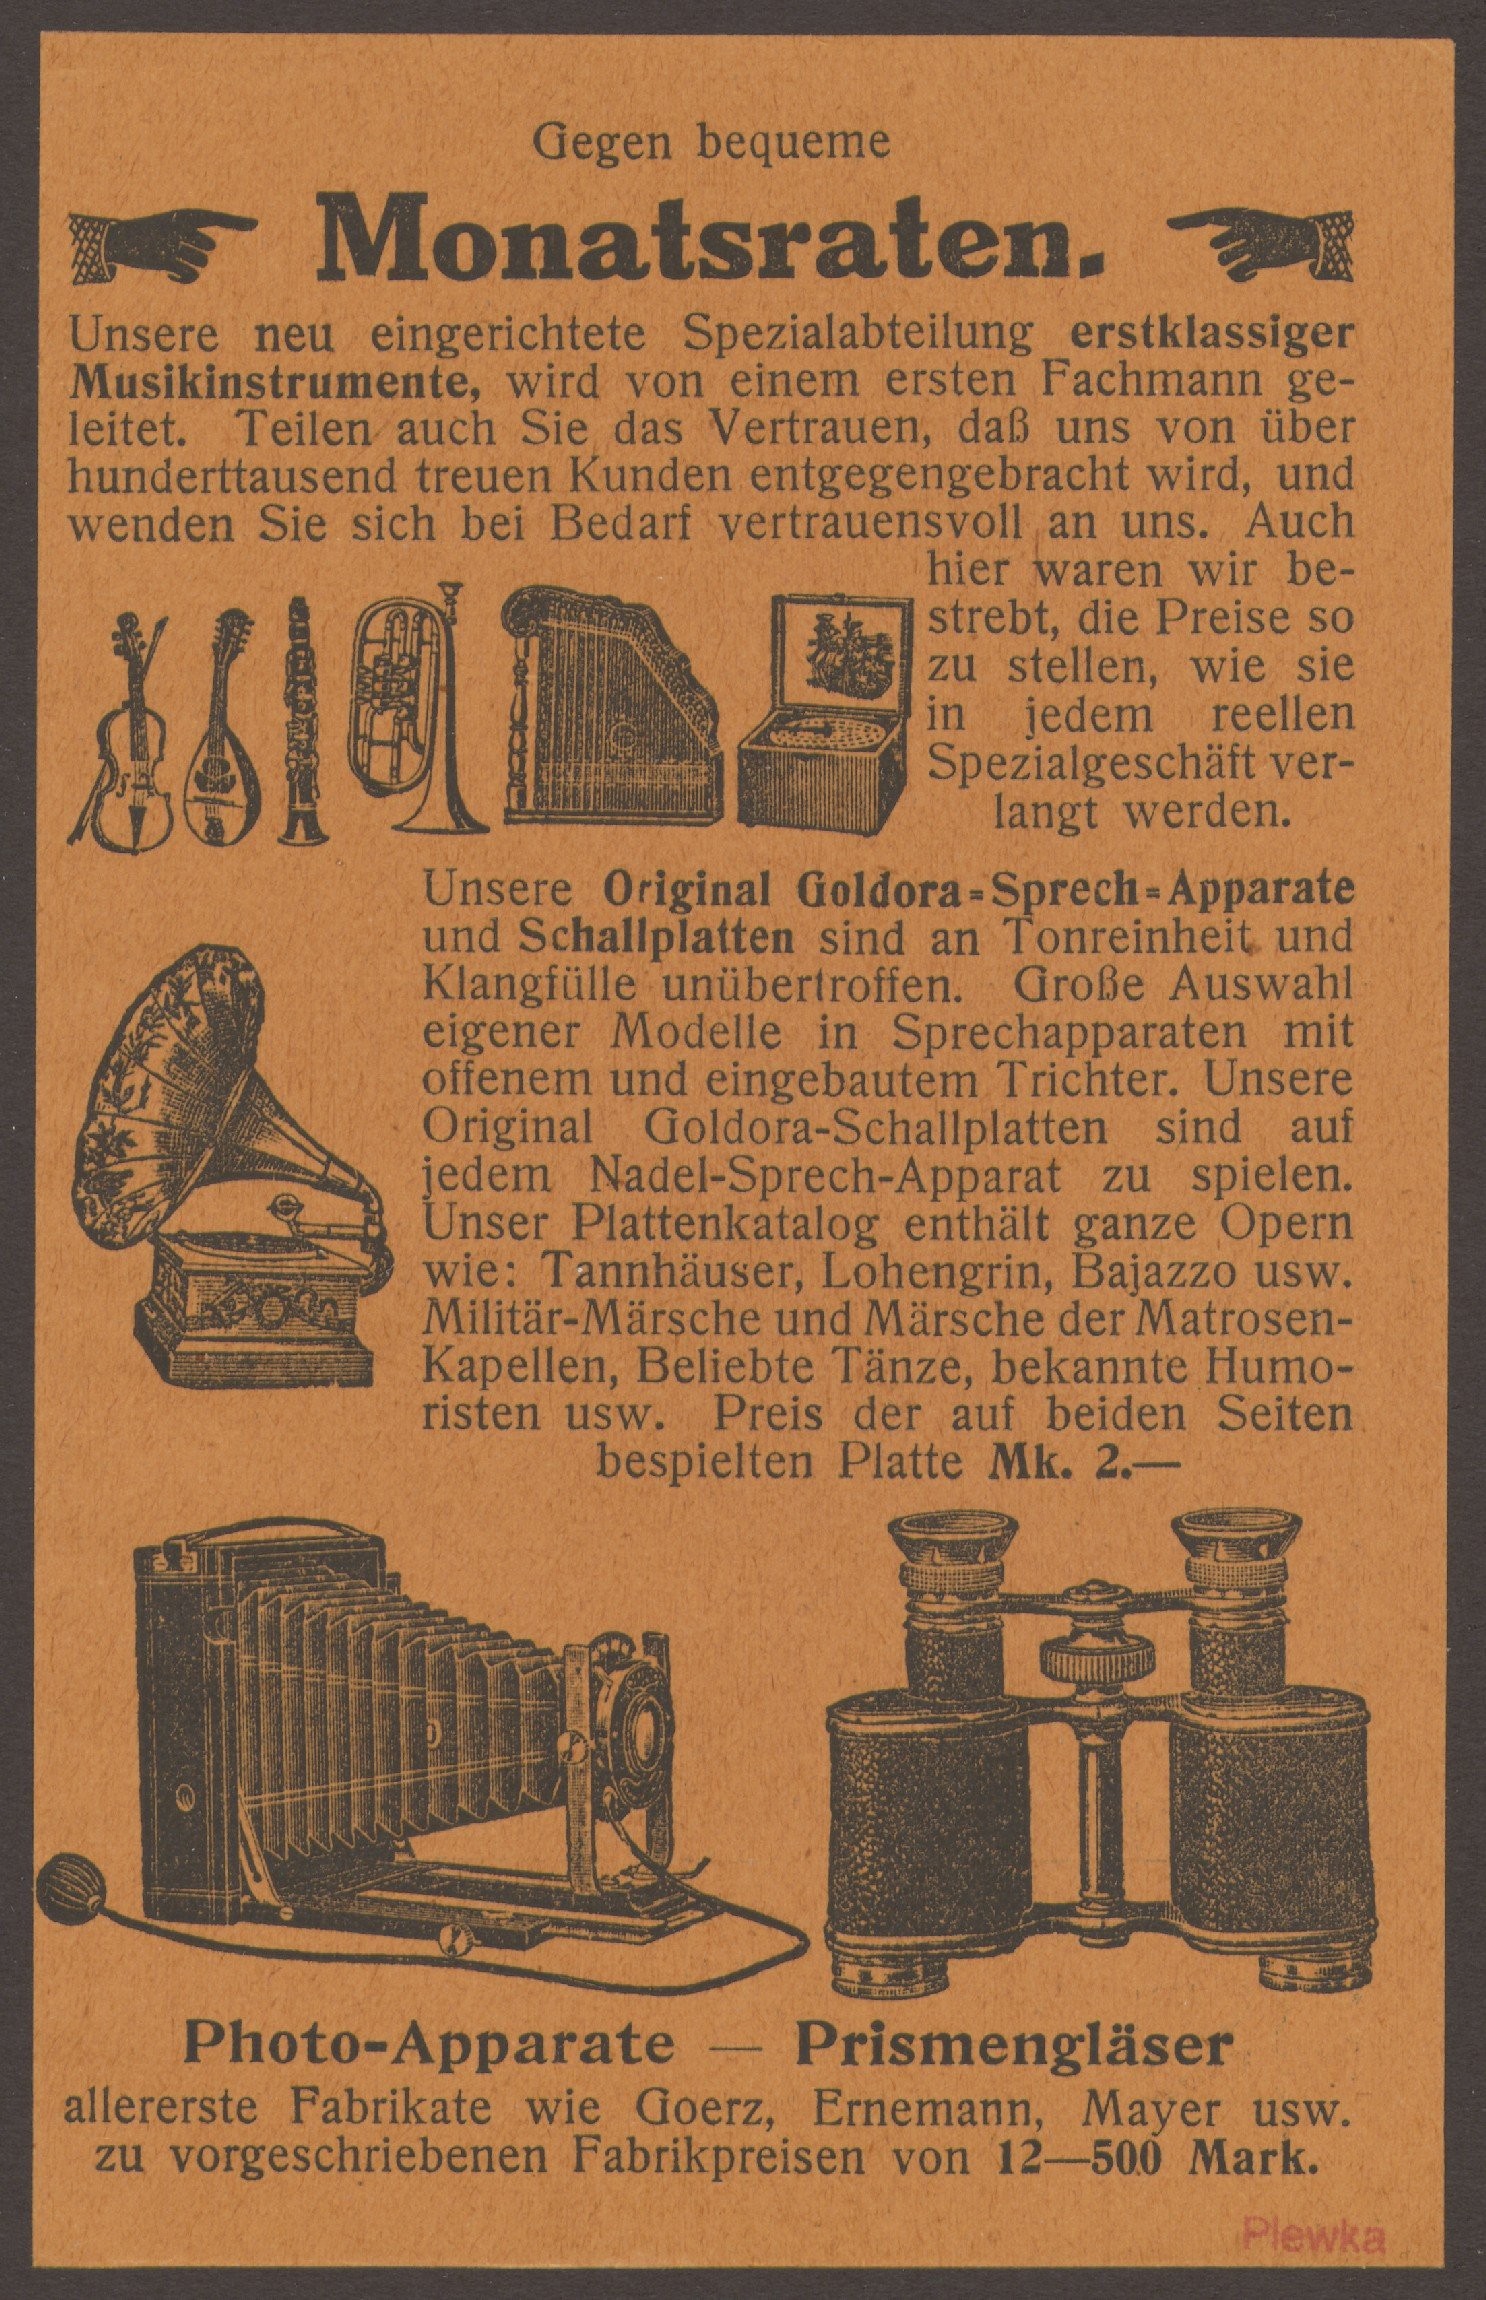 Gegen bequeme
Monatsraten.
Unsere neu eingerichtete Spezialabteilung erstklassiger
Musikinstrumente, wird von einem ersten Fachmann ge-
leitet. Teilen auch Sie das Vertrauen, daß uns von über
hunderttausend treuen Kunden entgegengebracht wird, und
wenden Sie sich bei Bedarf vertrauensvoll an uns. Auch
hier waren wir be-
strebt, die Preise so
zu stellen, wie sie
in jedem reellen
Spezialgeschäft ver-
langt werden.
Unsere Original Goldora=Sprech=Apparate
und Schallplatten sind an Tonreinheit und
Klangfülle unübertroffen. Große Auswahl
eigener Modelle in Sprechapparaten mit
offenem und eingebautem Trichter. Unsere
Original Goldora-Schallplatten sind auf
jedem Nadel-Sprech-Apparat zu spielen.
Unser Plattenkatalog enthält ganze Opern
wie: Tannhäuser, Lohengrin, Bajazzo usw.
Militär-Märsche und Märsche der Matrosen-
Kapellen, Beliebte Tänze, bekannte Humo-
risten usw. Preis der auf beiden Seiten
bespielten Platte Mk. 2.—
Photo-Apparate — Prismengläser
allererste Fabrikate wie Goerz, Ernemann, Mayer usw.
zu vorgeschriebenen Fabrikpreisen von 12—500 Mark.
Plewka